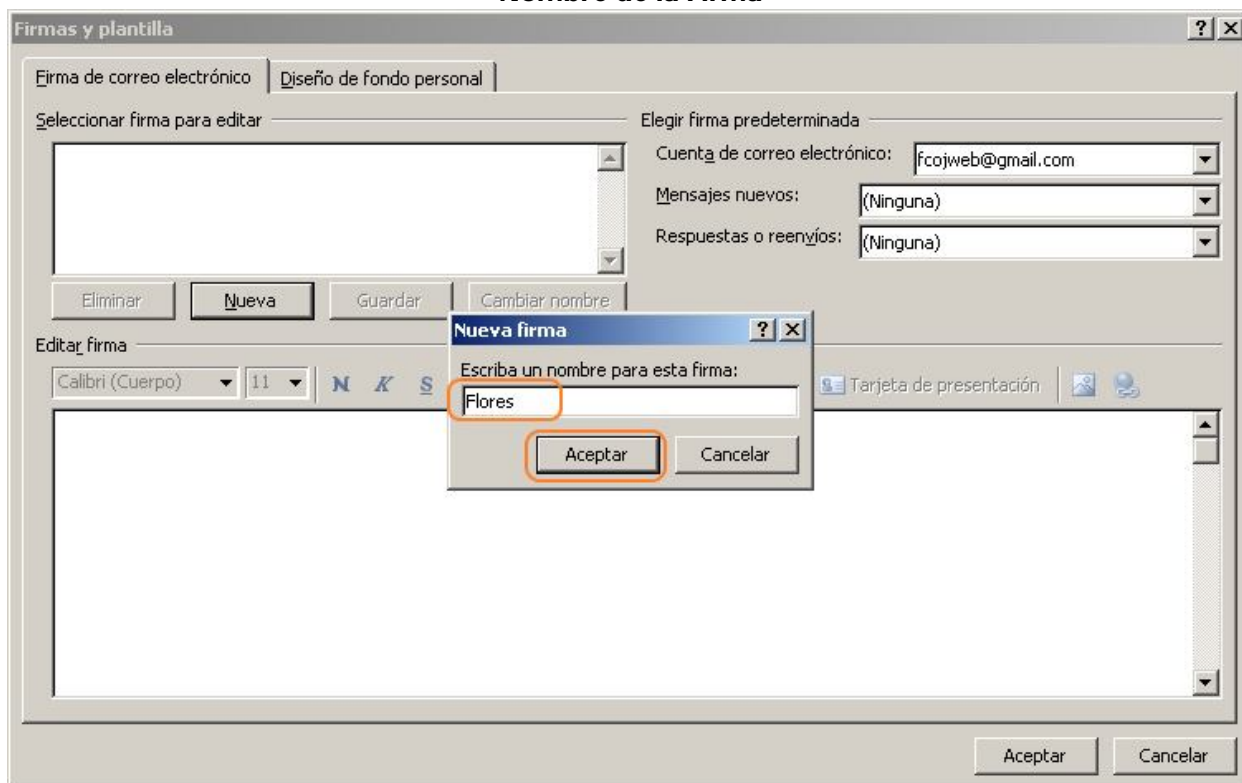 Nombre de la Firma
Firmas y plantilla
Firma de correo electrónico Diseño de fondo personal
Seleccionar firma para editar
Elegir firma predeterminada
Cuenta de correo electrónico: fcojweb@gmail.com
Mensajes nuevos: (Ninguna)
Respuestas o reenvíos: (Ninguna)
Eliminar Nueva Guardar Cambiar nombre
Nueva firma
Escriba un nombre para esta firma:
Flores
Aceptar Cancelar
Editar firma
Calibri (Cuerpo) 11 N K S Tarjeta de presentación
Aceptar Cancelar